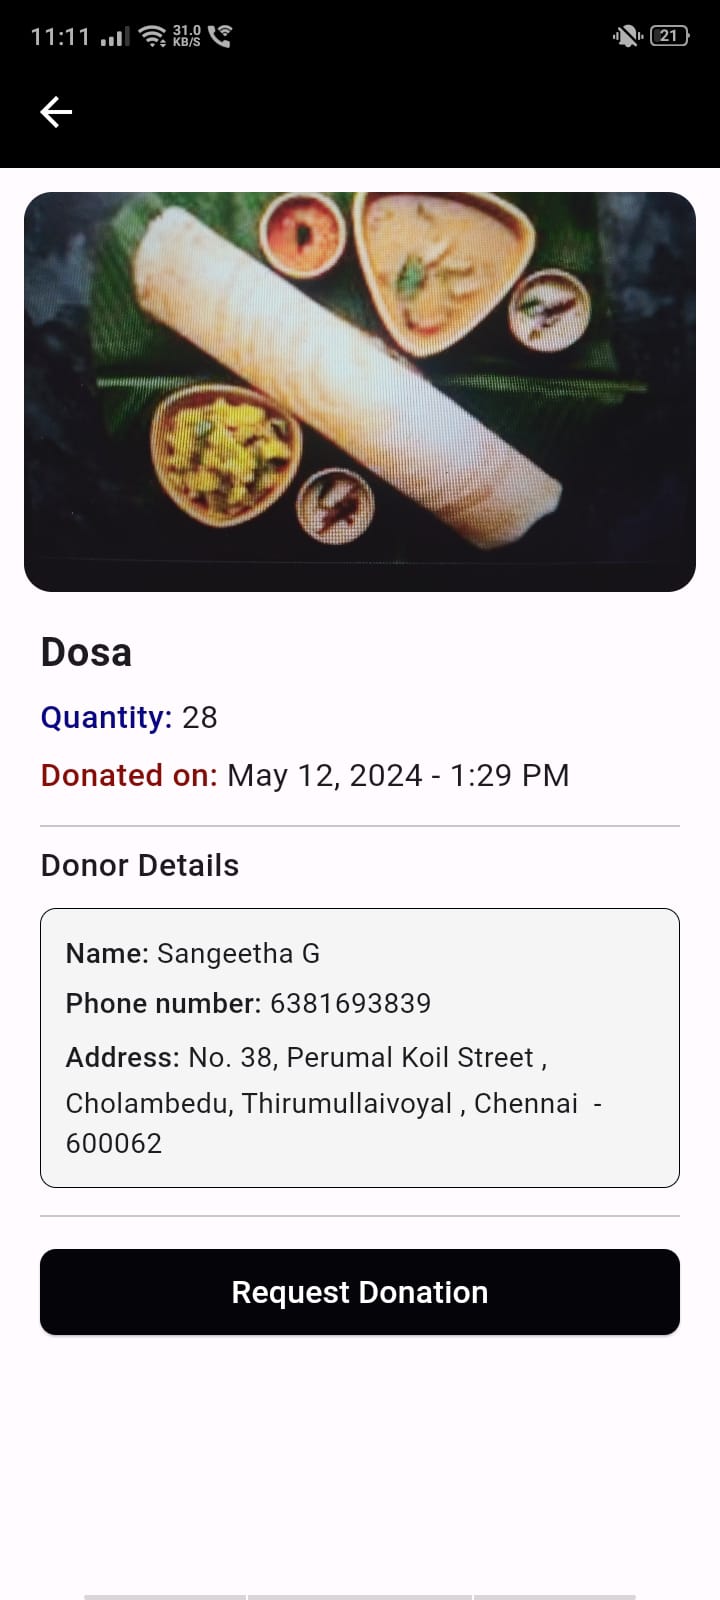 11:11 31.0 KB/S 21
Dosa
Quantity: 28
Donated on: May 12, 2024 - 1:29 PM
Donor Details
Name: Sangeetha G
Phone number: 6381693839
Address: No. 38, Perumal Koil Street ,
Cholambedu, Thirumullaivoyal , Chennai  -
600062
Request Donation